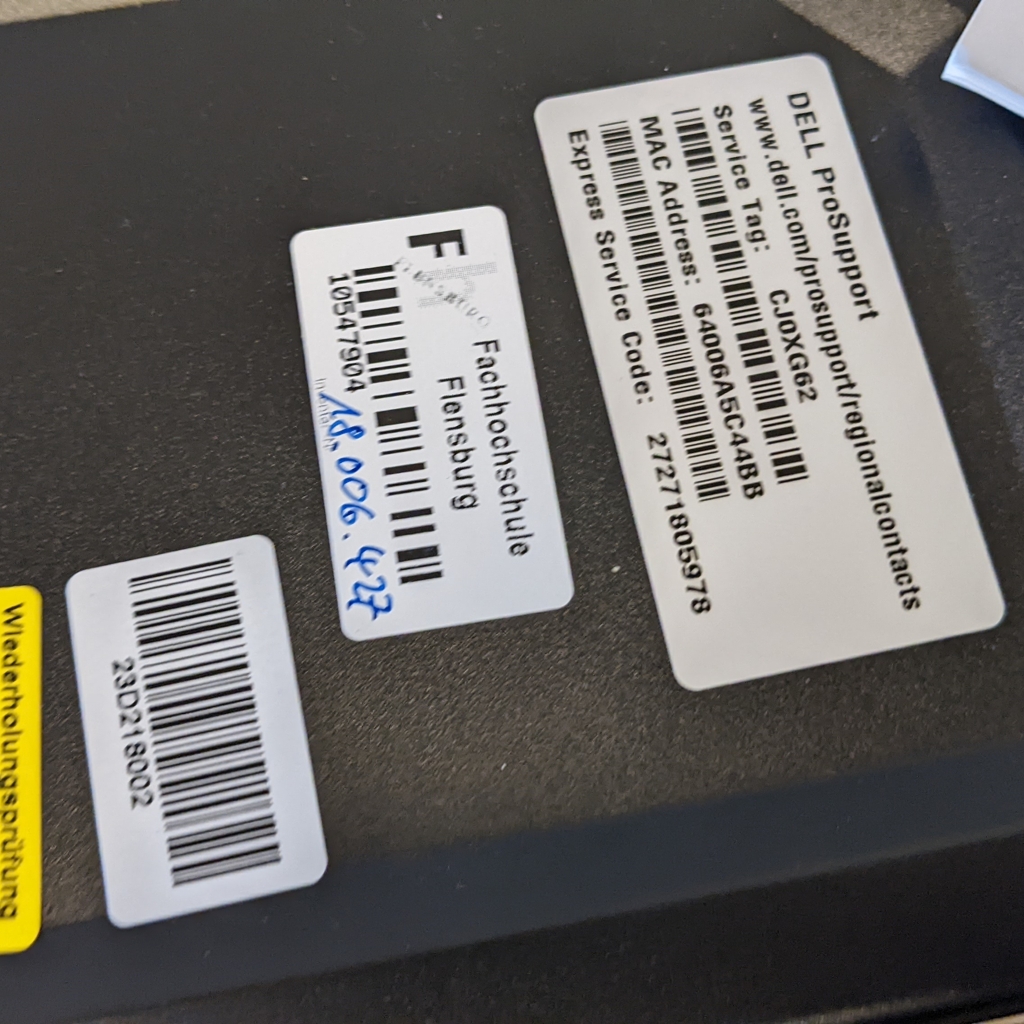 DELL ProSupport
www.dell.com/prosupport/regionalcontacts
Service Tag: CJ0XG62
MAC Address: 64006A5C44BB
Express Service Code: 27271805978
F
Fachhochschule
Flensburg
10547904
18.006.427
23D218002
Wiederholungsprüfung